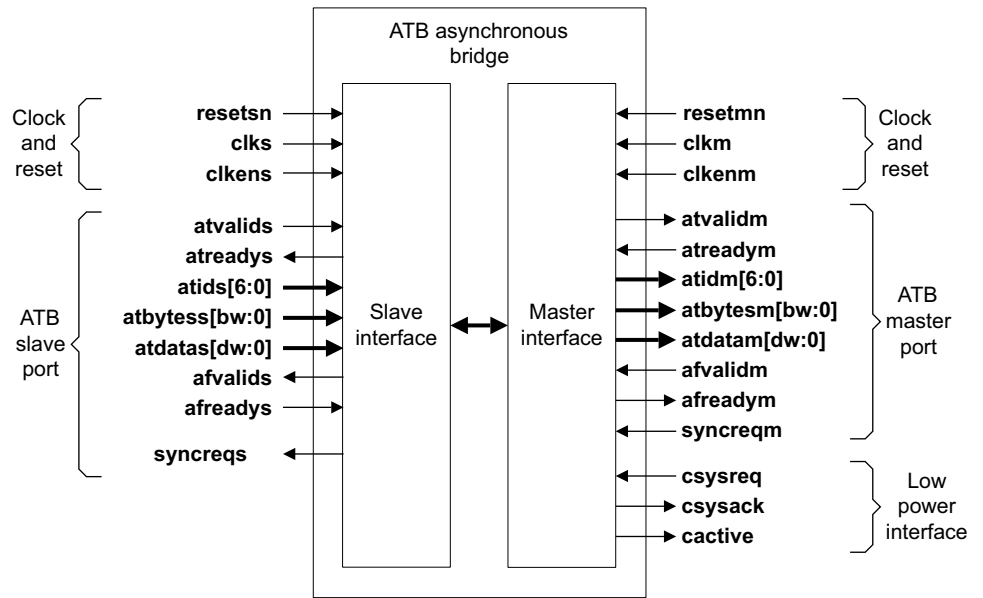 ATB asynchronous
bridge
Clock
and
reset
resetsn
clks
clkens
ATB
slave
port
atvalids
atreadys
atids[6:0]
atbytess[bw:0]
atdatas[dw:0]
afvalids
afreadys
syncreqs
Slave
interface
Master
interface
resetmn
clkm
clkenm
Clock
and
reset
atvalidm
atreadym
atidm[6:0]
atbytesm[bw:0]
atdatam[dw:0]
afvalidm
afreadym
syncreqm
ATB
master
port
csysreq
csysack
cactive
Low
power
interface